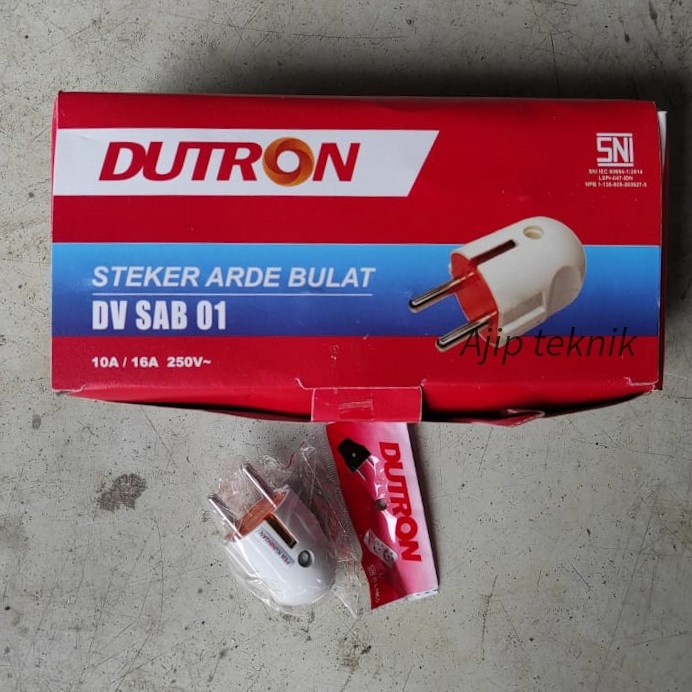 DUTRON
SNI
STEKER ARDE BULAT
DV SAB 01
10A / 16A 250V~
Ajip teknik
DUTRON